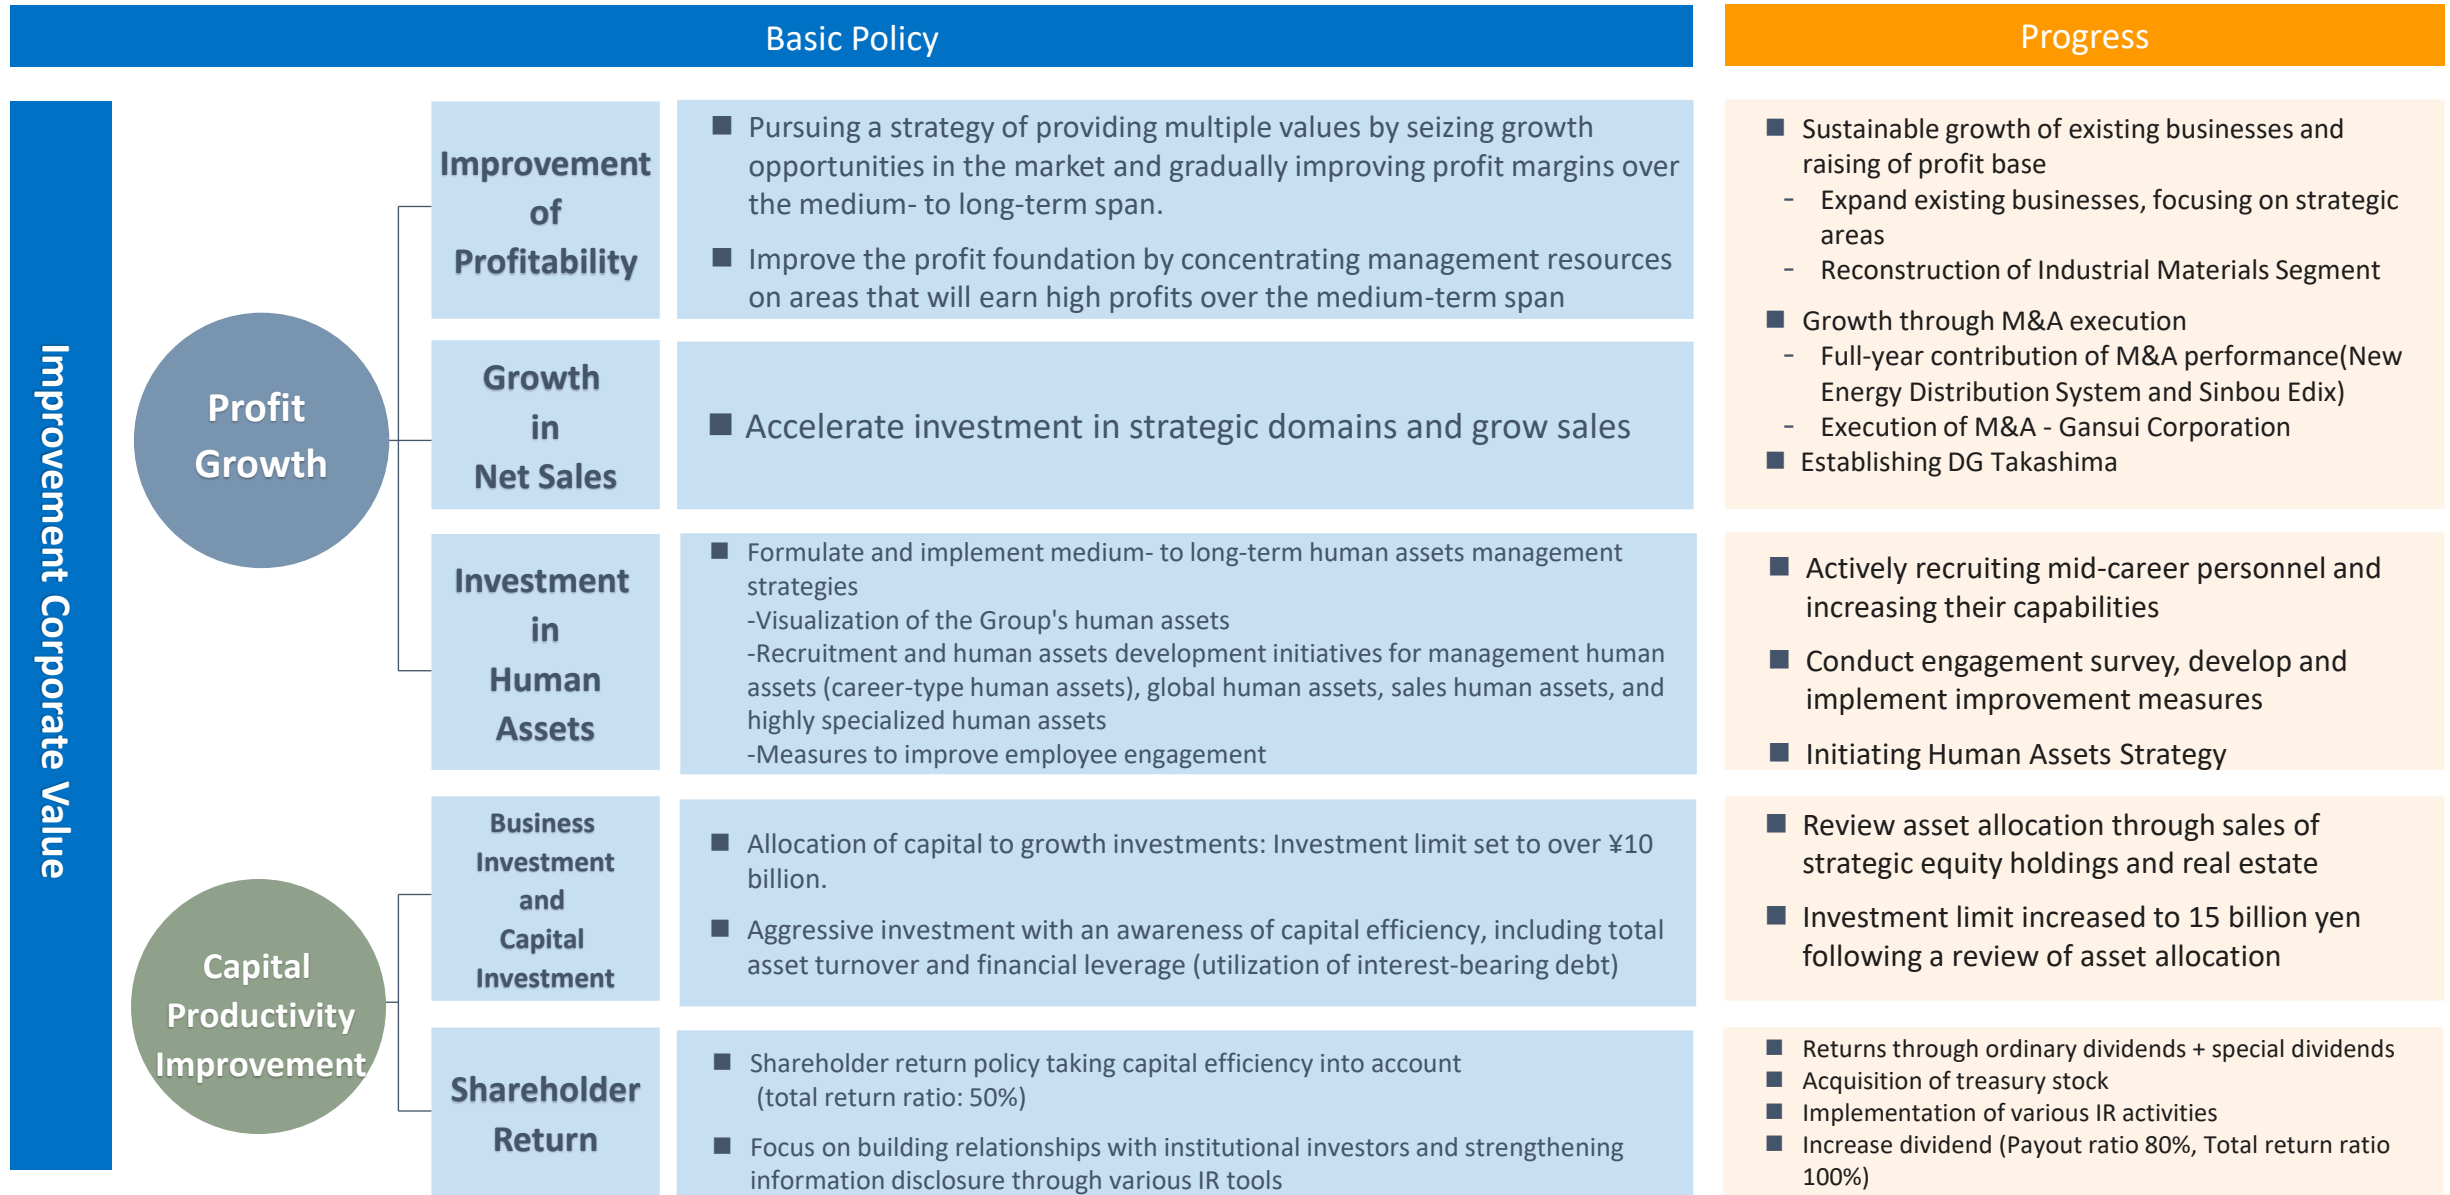 Basic Policy
Progress
Improvement Corporate Value
Profit
Growth
Improvement
of
Profitability
■ Pursuing a strategy of providing multiple values by seizing growth
opportunities in the market and gradually improving profit margins over
the medium- to long-term span.
■ Improve the profit foundation by concentrating management resources
on areas that will earn high profits over the medium-term span
Growth
in
Net Sales
■ Accelerate investment in strategic domains and grow sales
■ Sustainable growth of existing businesses and
raising of profit base
- Expand existing businesses, focusing on strategic
areas
- Reconstruction of Industrial Materials Segment
■ Growth through M&A execution
- Full-year contribution of M&A performance(New
Energy Distribution System and Sinbou Edix)
- Execution of M&A - Gansui Corporation
■ Establishing DG Takashima
Investment
in
Human
Assets
■ Formulate and implement medium- to long-term human assets management
strategies
-Visualization of the Group's human assets
-Recruitment and human assets development initiatives for management human
assets (career-type human assets), global human assets, sales human assets, and
highly specialized human assets
-Measures to improve employee engagement
■ Actively recruiting mid-career personnel and
increasing their capabilities
■ Conduct engagement survey, develop and
implement improvement measures
■ Initiating Human Assets Strategy
Capital
Productivity
Improvement
Business
Investment
and
Capital
Investment
■ Allocation of capital to growth investments: Investment limit set to over ¥10
billion.
■ Aggressive investment with an awareness of capital efficiency, including total
asset turnover and financial leverage (utilization of interest-bearing debt)
■ Review asset allocation through sales of
strategic equity holdings and real estate
■ Investment limit increased to 15 billion yen
following a review of asset allocation
Shareholder
Return
■ Shareholder return policy taking capital efficiency into account
(total return ratio: 50%)
■ Focus on building relationships with institutional investors and strengthening
information disclosure through various IR tools
■ Returns through ordinary dividends + special dividends
■ Acquisition of treasury stock
■ Implementation of various IR activities
■ Increase dividend (Payout ratio 80%, Total return ratio
100%)